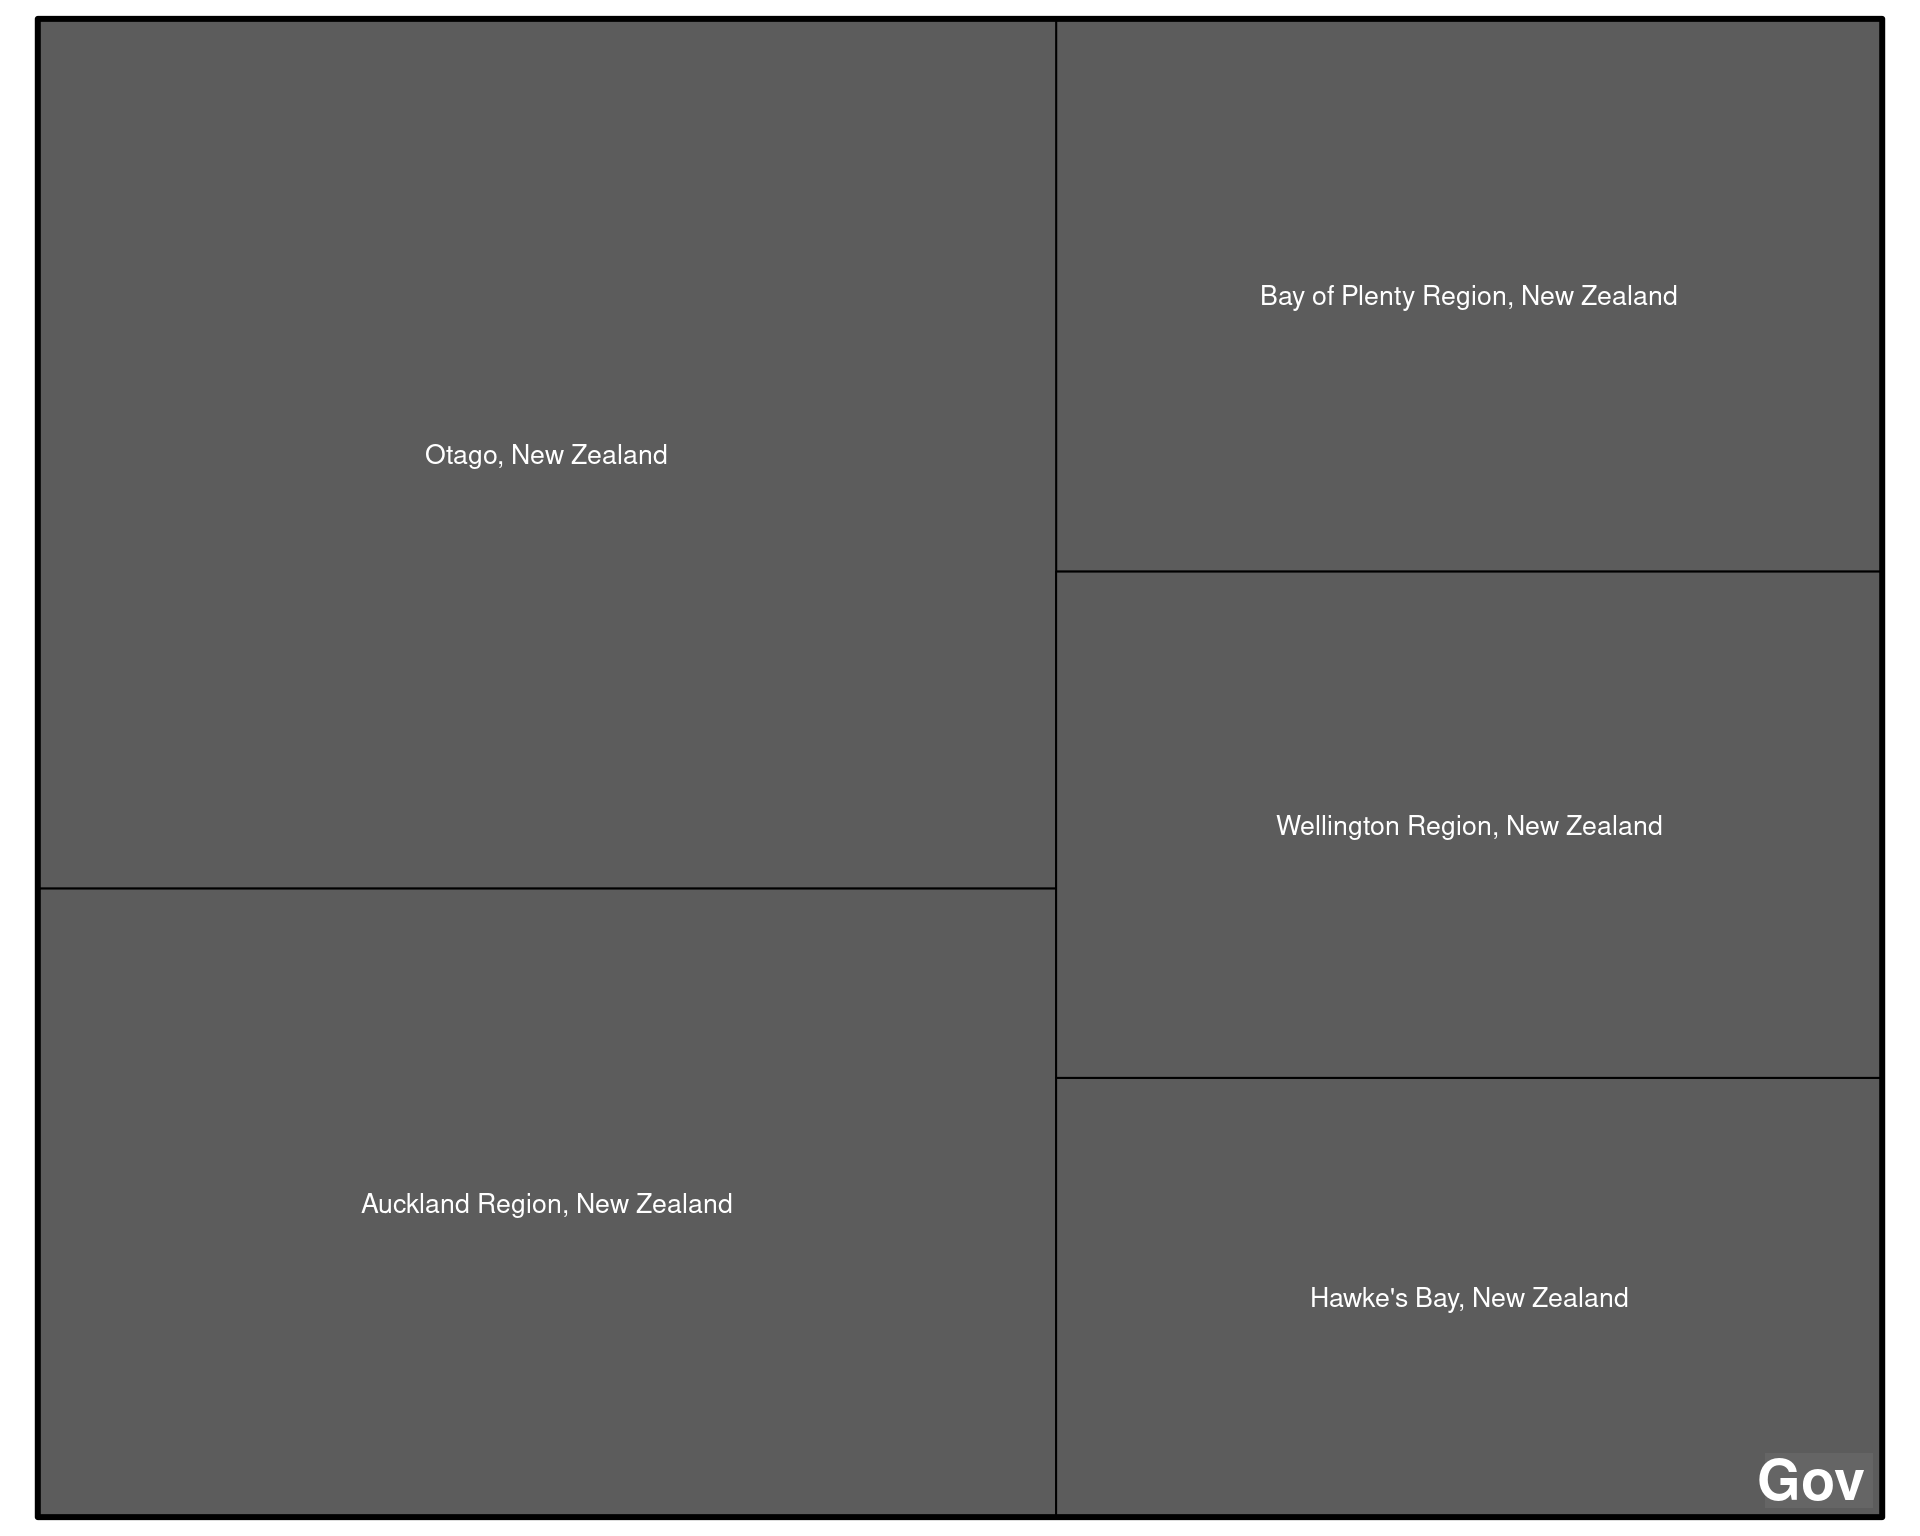 Otago, New Zealand
Auckland Region, New Zealand
Bay of Plenty Region, New Zealand
Wellington Region, New Zealand
Hawke's Bay, New Zealand
Gov